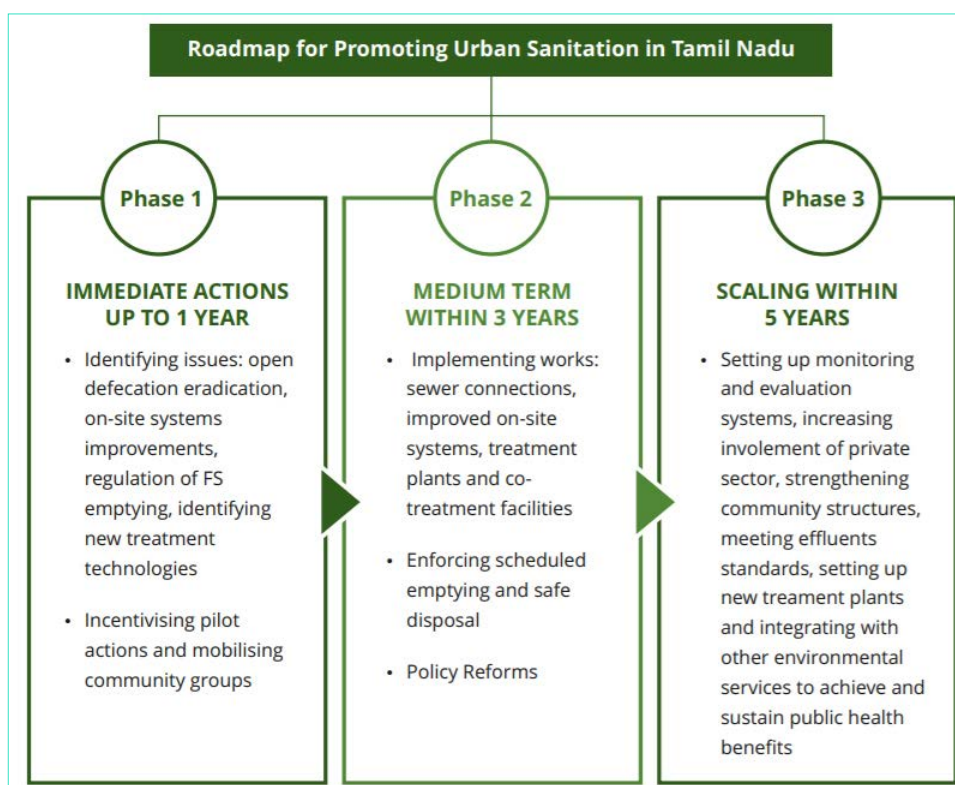 Roadmap for Promoting Urban Sanitation in Tamil Nadu
Phase 1
IMMEDIATE ACTIONS
UP TO 1 YEAR
• Identifying issues: open
defecation eradication,
on-site systems
improvements,
regulation of FS
emptying, identifying
new treatment
technologies
• Incentivising pilot
actions and mobilising
community groups
Phase 2
MEDIUM TERM
WITHIN 3 YEARS
• Implementing works:
sewer connections,
improved on-site
systems, treatment
plants and co-
treatment facilities
• Enforcing scheduled
emptying and safe
disposal
• Policy Reforms
Phase 3
SCALING WITHIN
5 YEARS
• Setting up monitoring
and evaluation
systems, increasing
involement of private
sector, strengthening
community structures,
meeting effluents
standards, setting up
new treament plants
and integrating with
other environmental
services to achieve and
sustain public health
benefits